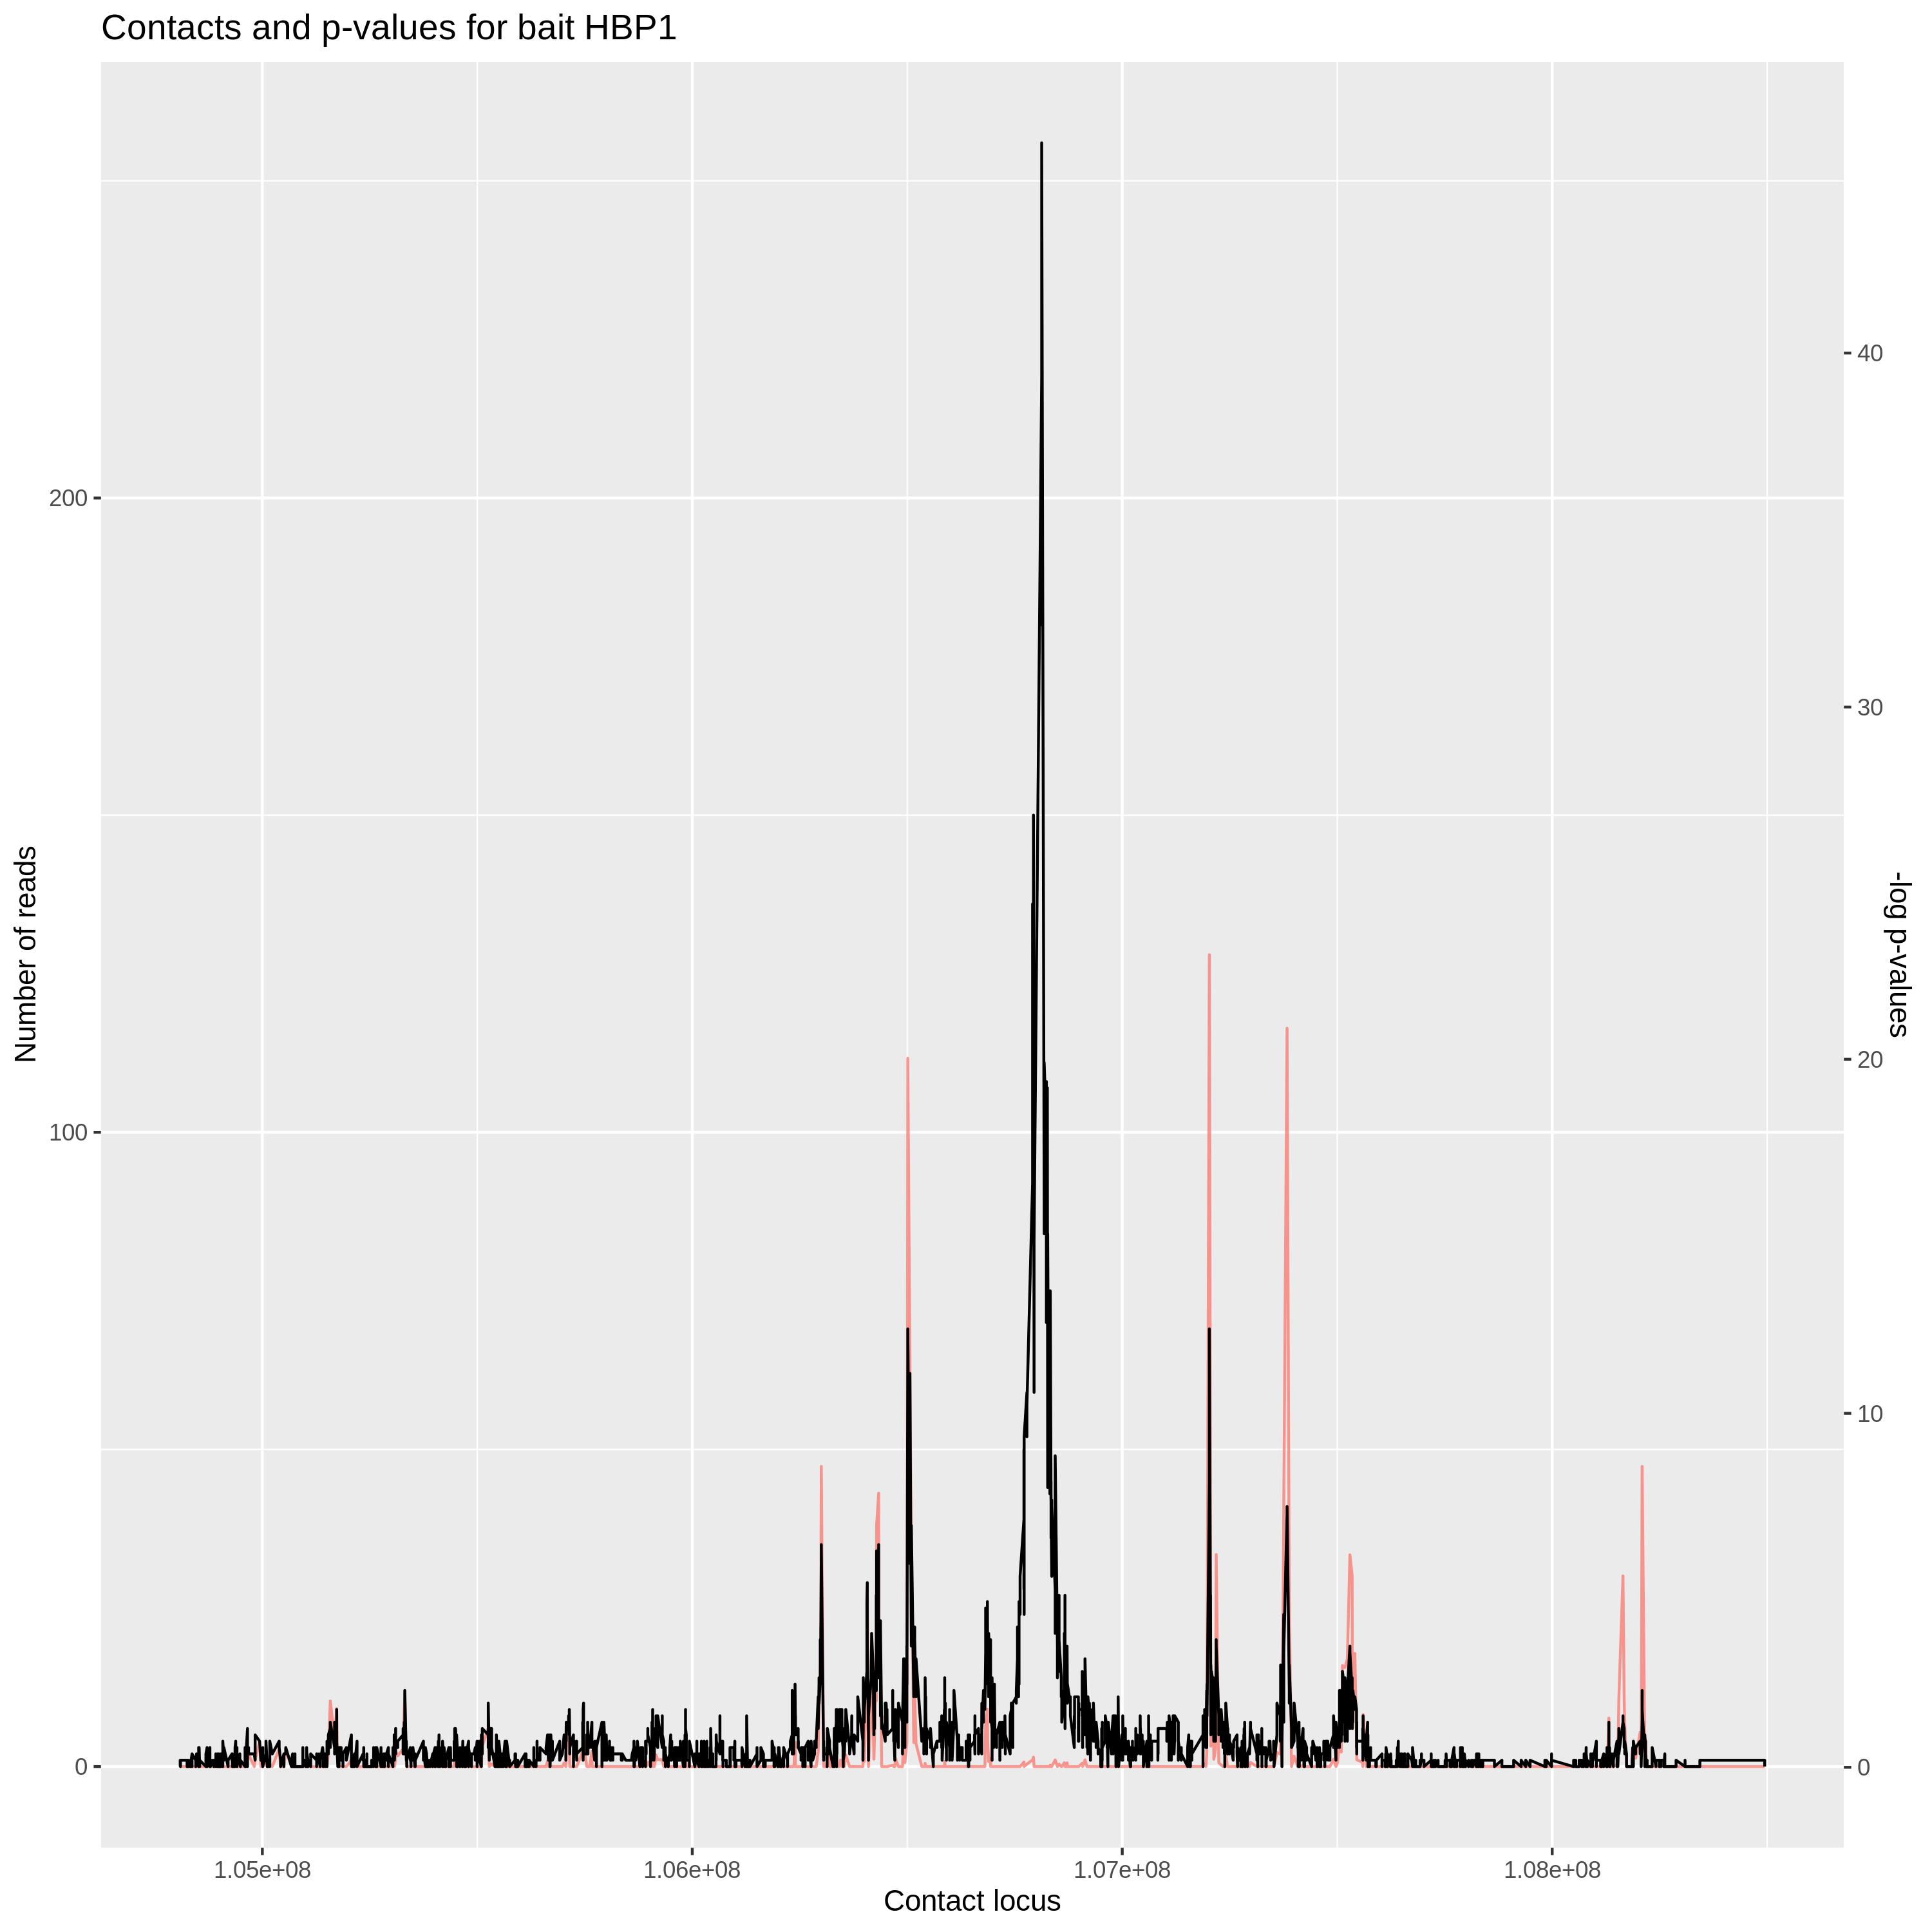 Contacts and p-values for bait HBP1
Number of reads
200
100
0
40
30
20
10
0
-log p-values
1.05e+08
1.06e+08
1.07e+08
1.08e+08
Contact locus